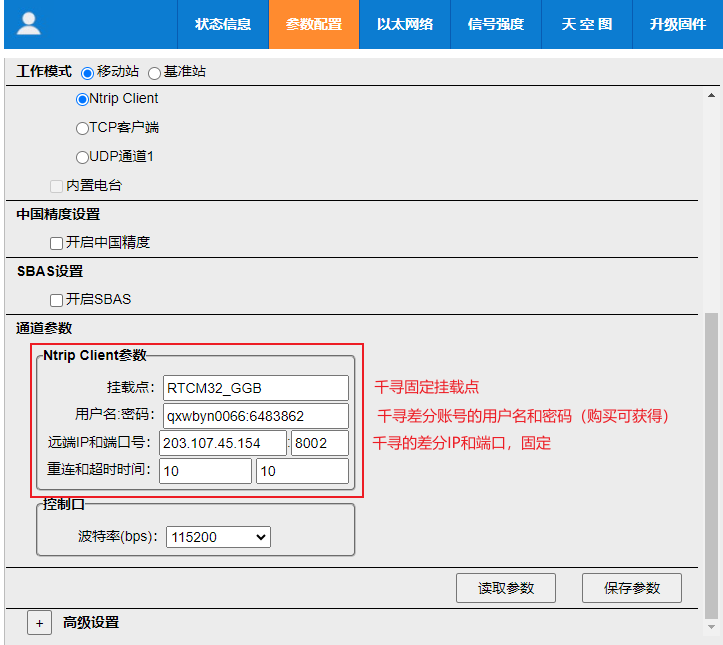 状态信息 参数配置 以太网络 信号强度 天 空 图 升级固件
工作模式 移动站 基准站
Ntrip Client
TCP客户端
UDP通道1
内置电台
中国精度设置
开启中国精度
SBAS设置
开启SBAS
通道参数
Ntrip Client参数
挂载点： RTCM32_GGB 千寻固定挂载点
用户名:密码： qxwbyn0066:6483862 千寻差分账号的用户名和密码（购买可获得）
远端IP和端口号： 203.107.45.154 : 8002 千寻的差分IP和端口，固定
重连和超时时间： 10 10
控制口
波特率(bps)： 115200
读取参数 保存参数
+ 高级设置